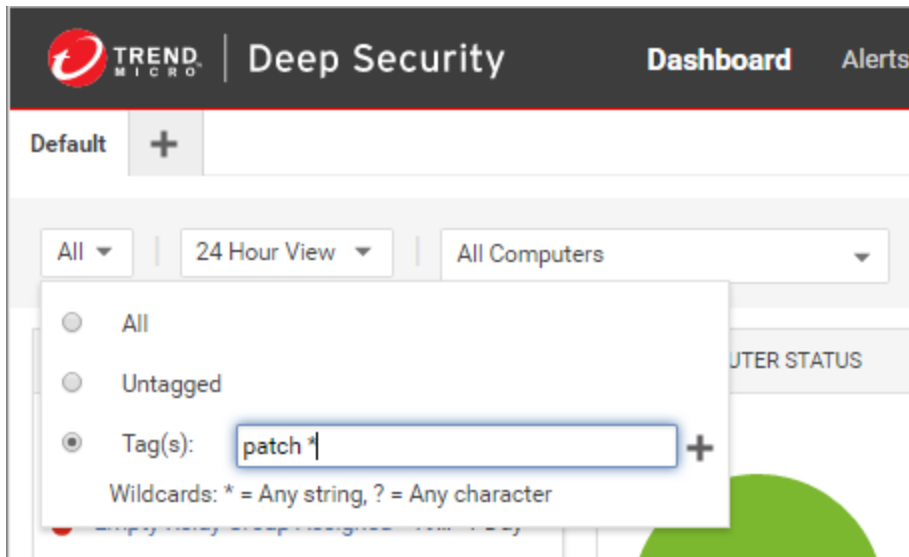 TREND MICRO Deep Security Dashboard Alerts
Default +
All 24 Hour View All Computers
All
UTER STATUS
Untagged
Tag(s): patch * +
Wildcards: * = Any string, ? = Any character